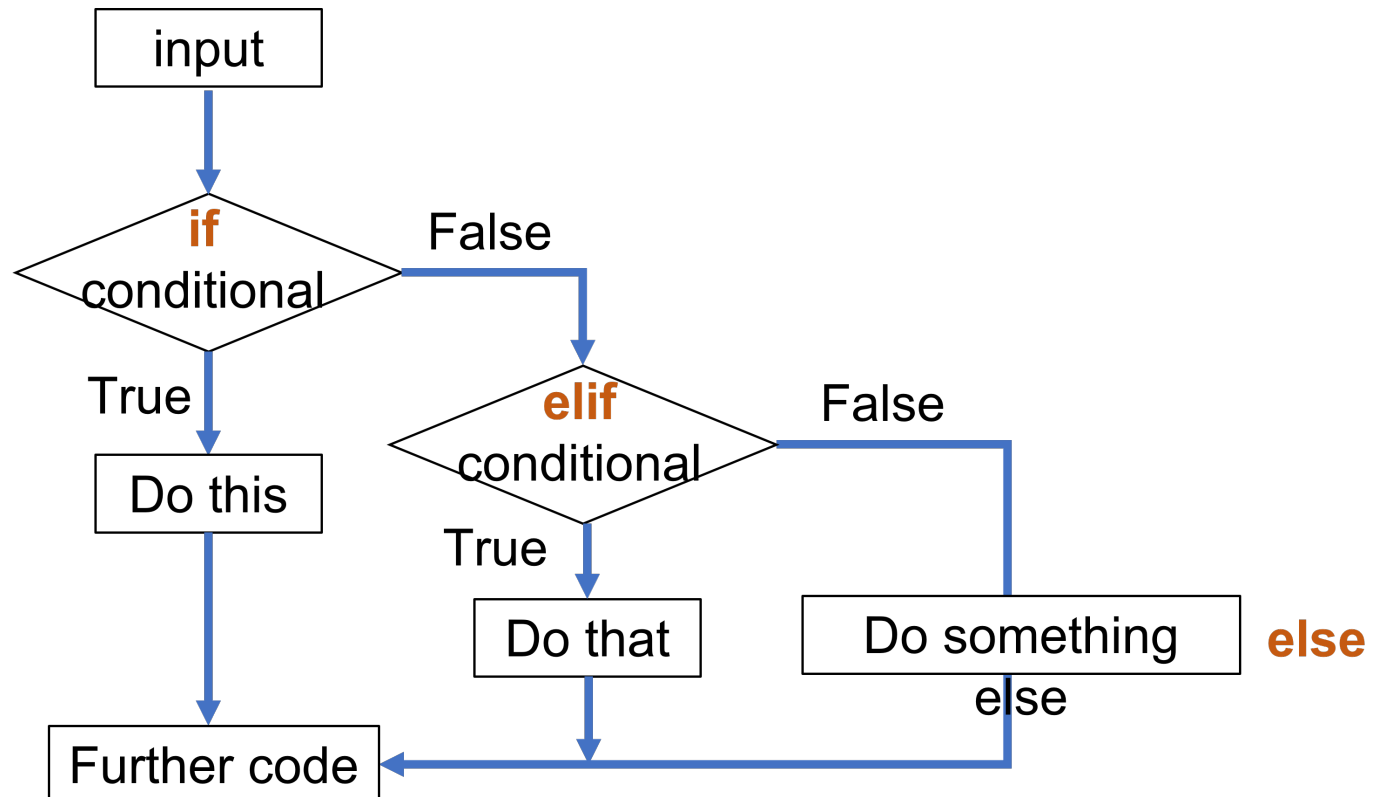 input
if
conditional
False
True
elif
conditional
False
Do this
True
Do that
Do something
else
else
Further code